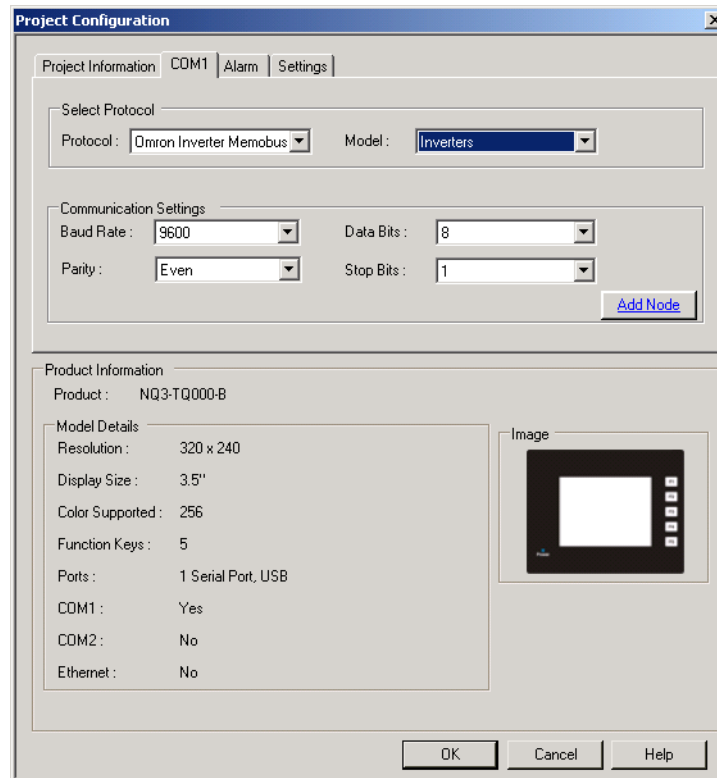 Project Configuration
Project Information COM1 Alarm Settings
Select Protocol
Protocol : Omron Inverter Memobus Model : Inverters
Communication Settings
Baud Rate : 9600 Data Bits : 8
Parity : Even Stop Bits : 1
Add Node
Product Information
Product : NQ3-TQ000-B
Model Details
Resolution : 320 x 240
Display Size : 3.5"
Color Supported : 256
Function Keys : 5
Ports : 1 Serial Port, USB
COM1 : Yes
COM2 : No
Ethernet : No
Image
OK Cancel Help